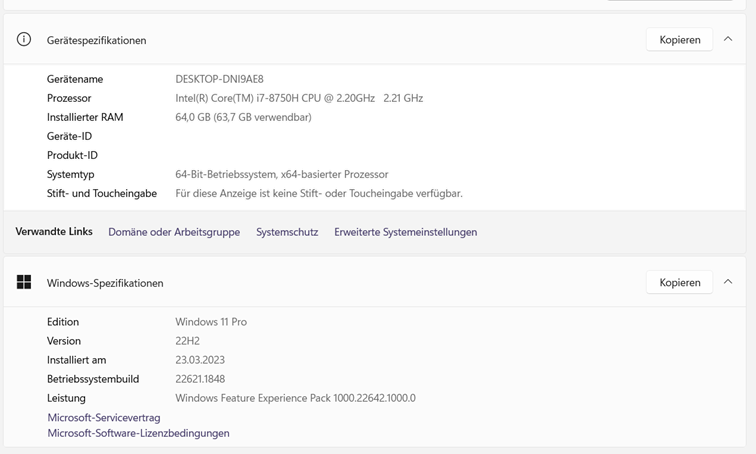 Gerätespezifikationen Kopieren
Gerätename DESKTOP-DNI9AE8
Prozessor Intel(R) Core(TM) i7-8750H CPU @ 2.20GHz 2.21 GHz
Installierter RAM 64,0 GB (63,7 GB verwendbar)
Geräte-ID
Produkt-ID
Systemtyp 64-Bit-Betriebssystem, x64-basierter Prozessor
Stift- und Toucheingabe Für diese Anzeige ist keine Stift- oder Toucheingabe verfügbar.
Verwandte Links Domäne oder Arbeitsgruppe Systemschutz Erweiterte Systemeinstellungen
Windows-Spezifikationen Kopieren
Edition Windows 11 Pro
Version 22H2
Installiert am 23.03.2023
Betriebssystembuild 22621.1848
Leistung Windows Feature Experience Pack 1000.22642.1000.0
Microsoft-Servicevertrag
Microsoft-Software-Lizenzbedingungen